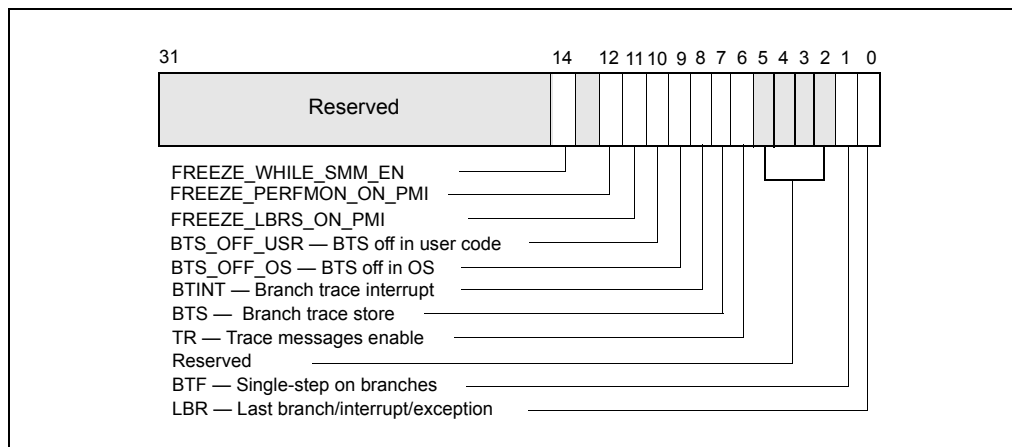 31 14 12 11 10 9 8 7 6 5 4 3 2 1 0
Reserved
FREEZE_WHILE_SMM_EN
FREEZE_PERFMON_ON_PMI
FREEZE_LBRS_ON_PMI
BTS_OFF_USR — BTS off in user code
BTS_OFF_OS — BTS off in OS
BTINT — Branch trace interrupt
BTS — Branch trace store
TR — Trace messages enable
Reserved
BTF — Single-step on branches
LBR — Last branch/interrupt/exception